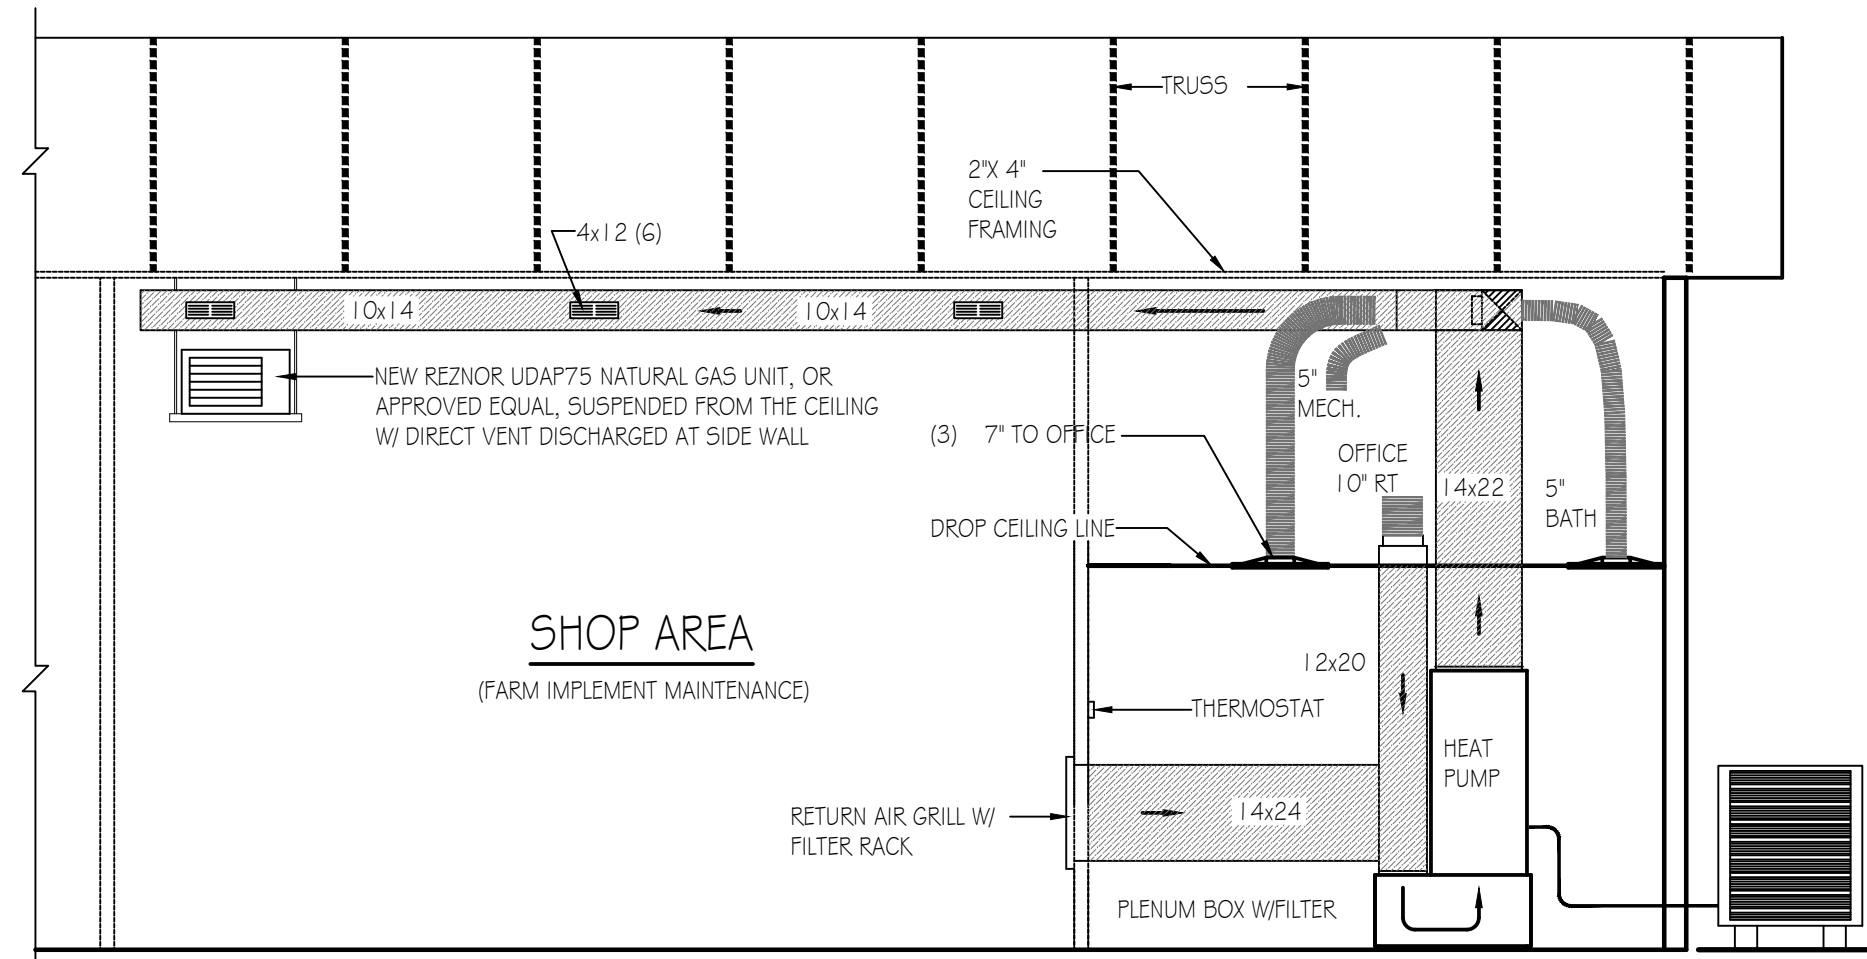 TRUSS
2"X 4"
CEILING
FRAMING
4x12 (6)
10x14
10x14
NEW REZNOR UDAP75 NATURAL GAS UNIT, OR
APPROVED EQUAL, SUSPENDED FROM THE CEILING
W/ DIRECT VENT DISCHARGED AT SIDE WALL
5"
MECH.
(3) 7" TO OFFICE
OFFICE
10" RT
14x22
5"
BATH
DROP CEILING LINE
SHOP AREA
(FARM IMPLEMENT MAINTENANCE)
12x20
THERMOSTAT
HEAT
PUMP
RETURN AIR GRILL W/
FILTER RACK
14x24
PLENUM BOX W/FILTER